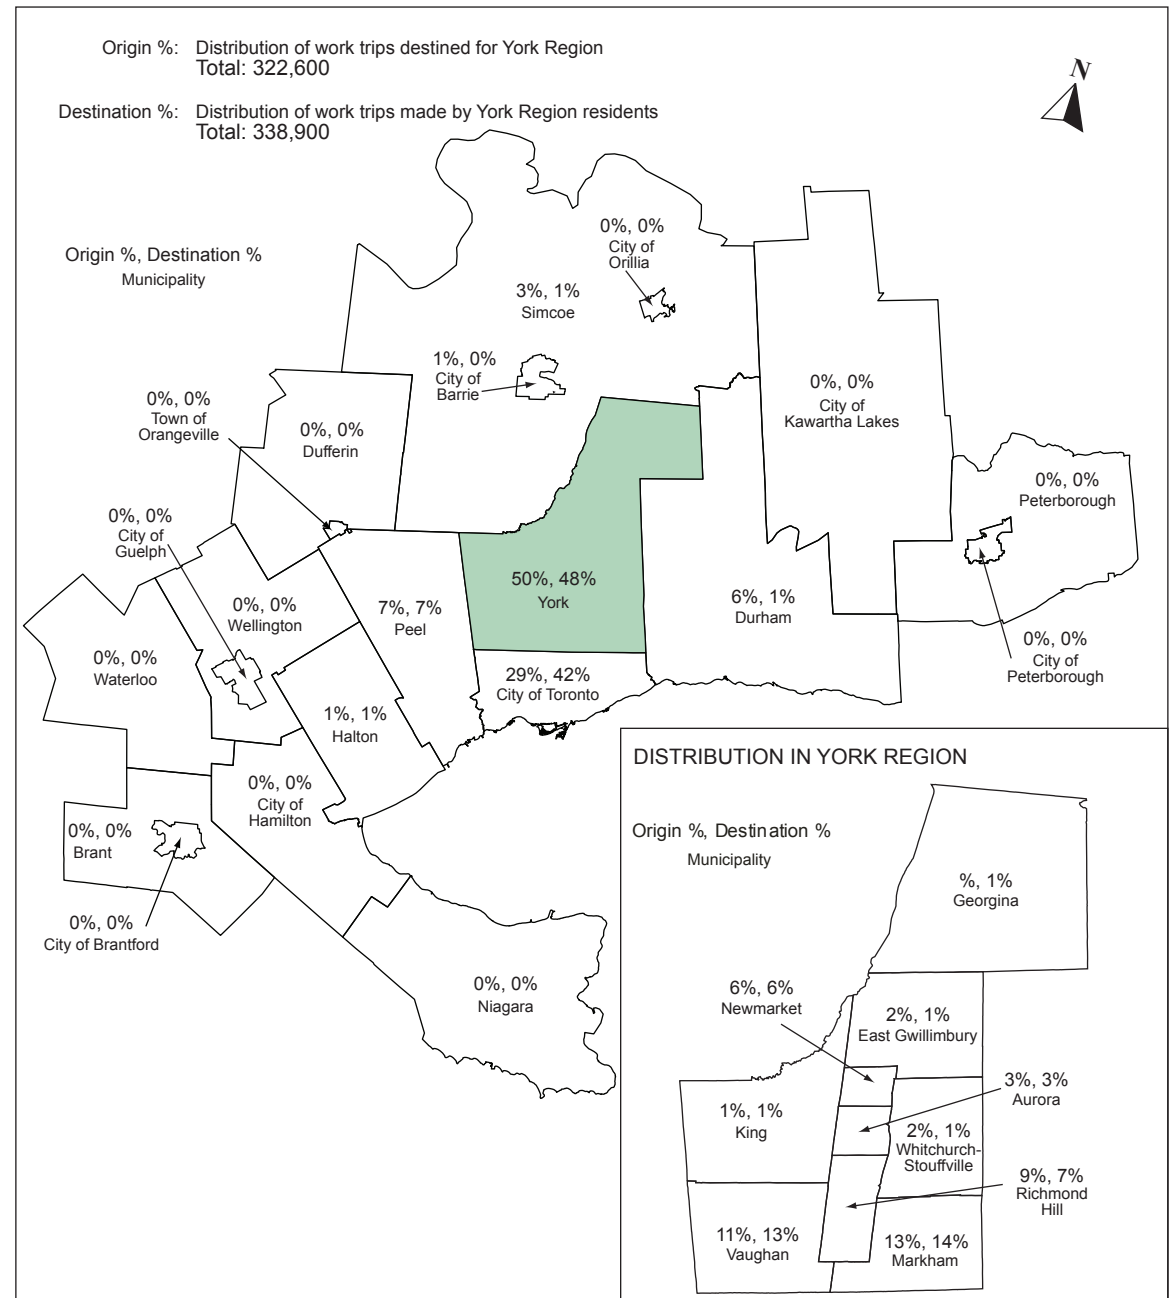 Origin %: Distribution of work trips destined for York Region
Total: 322,600
Destination %: Distribution of work trips made by York Region residents
Total: 338,900
N
Origin %, Destination %
Municipality
0%, 0%
City of
Orillia
3%, 1%
Simcoe
1%, 0%
City of
Barrie
0%, 0%
Town of
Orangeville
0%, 0%
Dufferin
0%, 0%
City of
Kawartha Lakes
0%, 0%
Peterborough
0%, 0%
City of
Guelph
0%, 0%
Wellington
7%, 7%
Peel
50%, 48%
York
6%, 1%
Durham
0%, 0%
City of
Peterborough
0%, 0%
Waterloo
29%, 42%
City of Toronto
1%, 1%
Halton
0%, 0%
City of
Hamilton
0%, 0%
Brant
0%, 0%
City of Brantford
0%, 0%
Niagara
DISTRIBUTION IN YORK REGION
Origin %, Destination %
Municipality
%, 1%
Georgina
6%, 6%
Newmarket
2%, 1%
East Gwillimbury
3%, 3%
Aurora
1%, 1%
King
2%, 1%
Whitchurch-
Stouffville
9%, 7%
Richmond
Hill
11%, 13%
Vaughan
13%, 14%
Markham